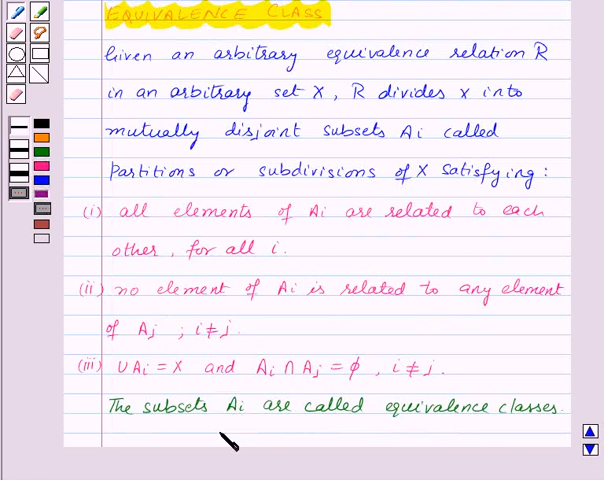 EQUIVALENCE CLASS
Given an arbitrary equivalence relation R
in an arbitrary set X, R divides X into
mutually disjoint subsets Ai called
partitions or subdivisions of X satisfying:
(i) all elements of Ai are related to each
other, for all i.
(ii) no element of Ai is related to any element
of Aj ; i≠j.
(iii) ∪Ai = X and Ai ∩ Aj = ϕ, i≠j.
The subsets Ai are called equivalence classes.